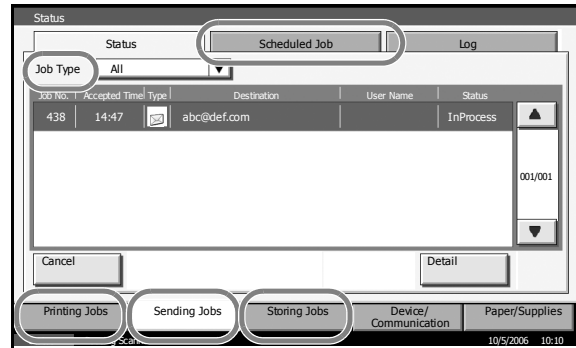 Status
Status Scheduled Job Log
Job Type All
Job No. Accepted Time Type Destination User Name Status
438 14:47 abc@def.com InProcess
001/001
Cancel Detail
Printing Jobs Sending Jobs Storing Jobs Device/ Communication Paper/Supplies
10/5/2006 10:10